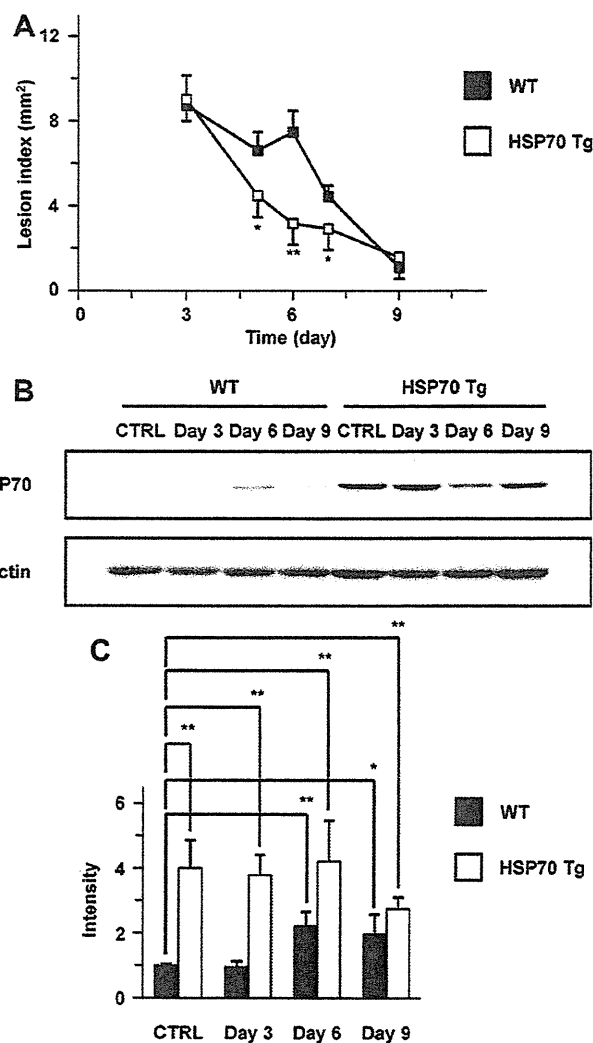 A
12
8
4
0
Lesion index (mm²)
WT
HSP70 Tg
*
**
*
0
3
6
9
Time (day)
B
WT
HSP70 Tg
CTRL Day 3 Day 6 Day 9 CTRL Day 3 Day 6 Day 9
P70
ctin
C
**
**
**
**
*
**
6
4
2
0
Intensity
WT
HSP70 Tg
CTRL Day 3 Day 6 Day 9